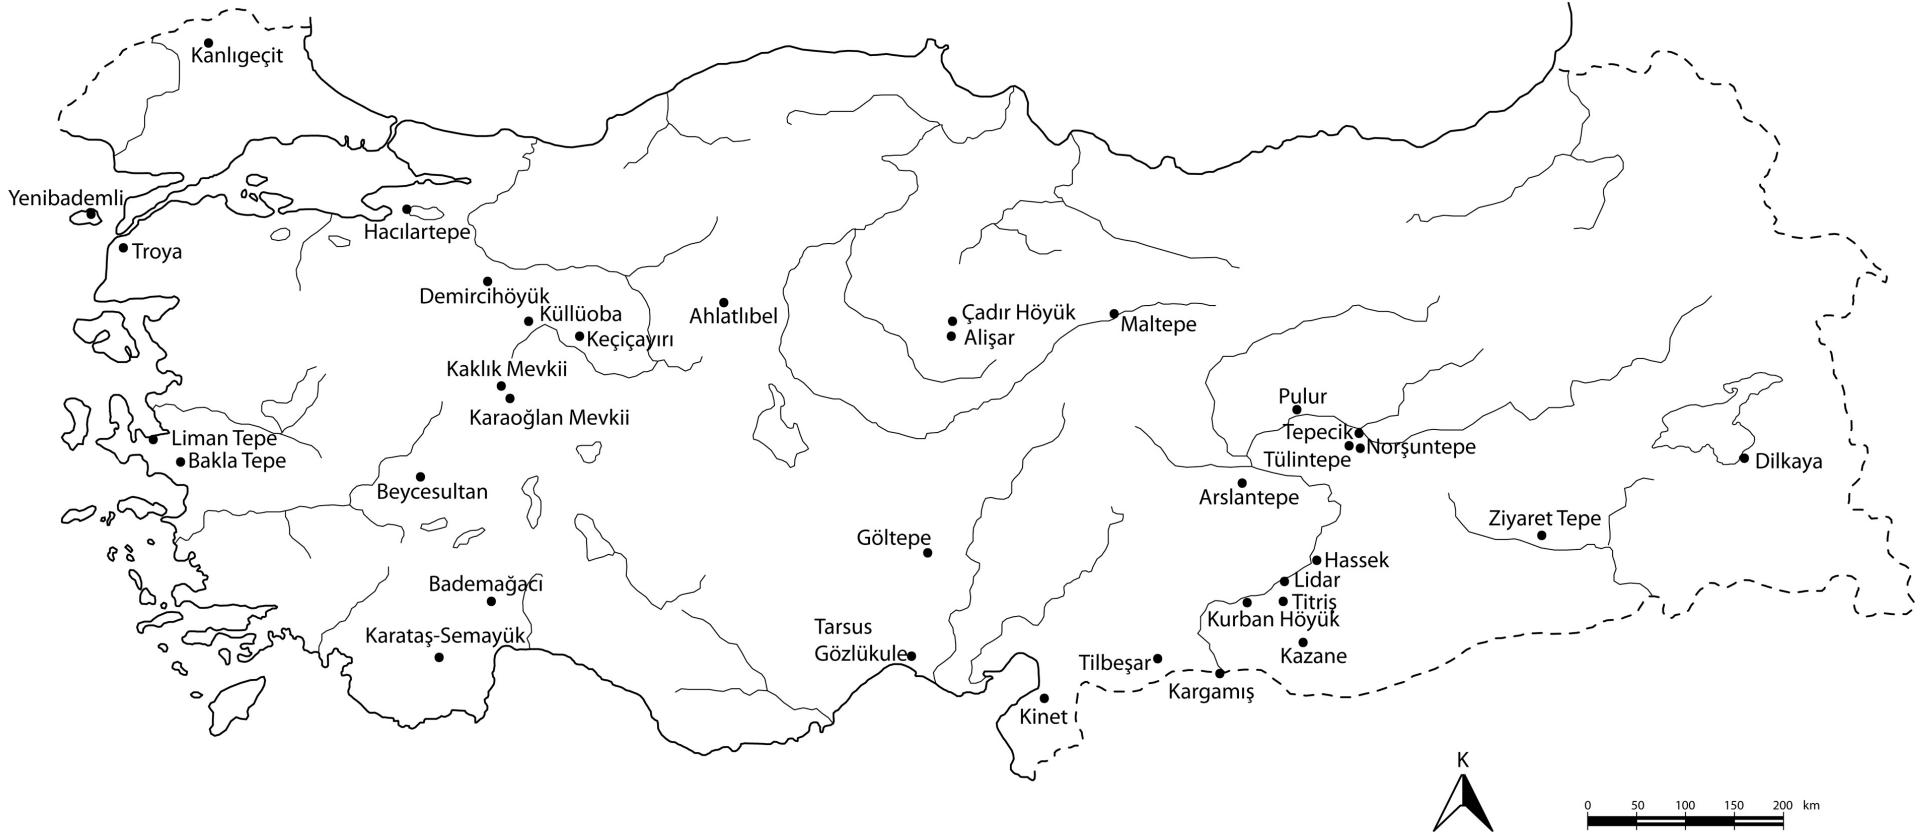 Kanlıgeçit
Yenibademli
Troya
Hacılartepe
Demircihöyük
Küllüoba
Keçiçayırı
Ahlatlıbel
Çadır Höyük
Alişar
Maltepe
Kaklık Mevkii
Karaoğlan Mevkii
Liman Tepe
Bakla Tepe
Beycesultan
Pulur
Tepecik
Norşuntepe
Tülintepe
Dilkaya
Arslantepe
Ziyaret Tepe
Göltepe
Hassek
Lidar
Titriş
Kurban Höyük
Bademağacı
Karataş-Semayük
Tarsus
Gözlükule
Kazane
Tilbeşar
Kargamış
Kinet
K
0 50 100 150 200 km